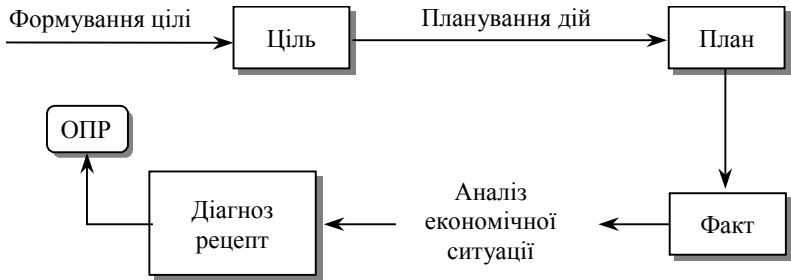 Формування цілі
Ціль
Планування дій
План
ОПР
Діагноз
рецепт
Аналіз
економічної
ситуації
Факт